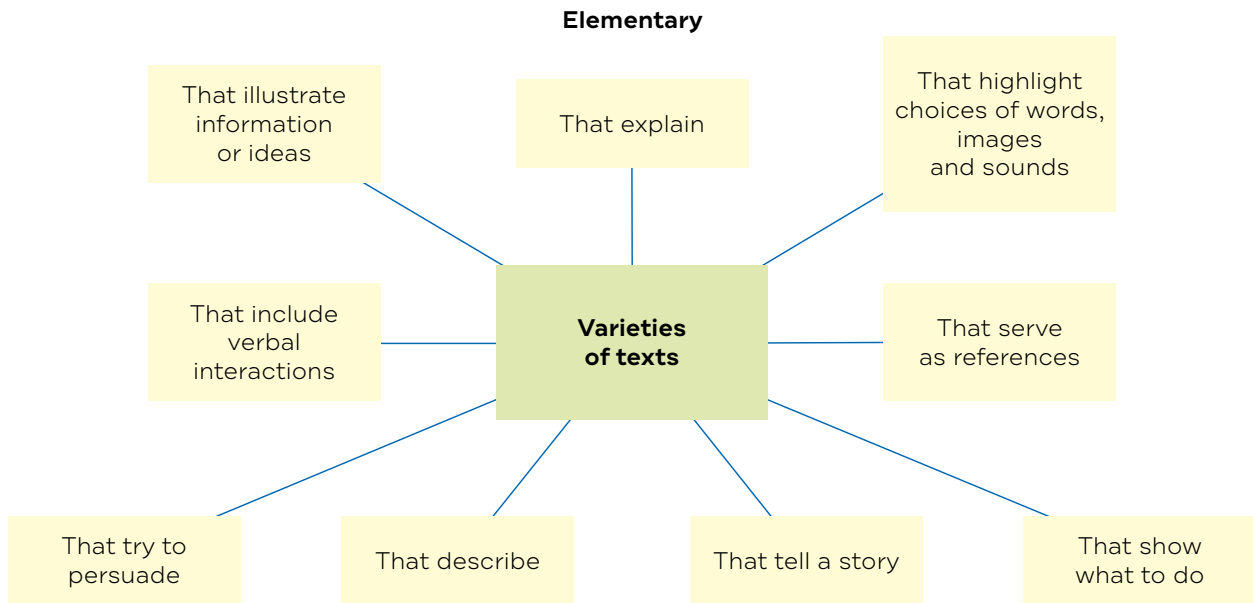 Elementary
That illustrate
information
or ideas
That explain
That highlight
choices of words,
images
and sounds
That include
verbal
interactions
Varieties
of texts
That serve
as references
That try to
persuade
That describe
That tell a story
That show
what to do